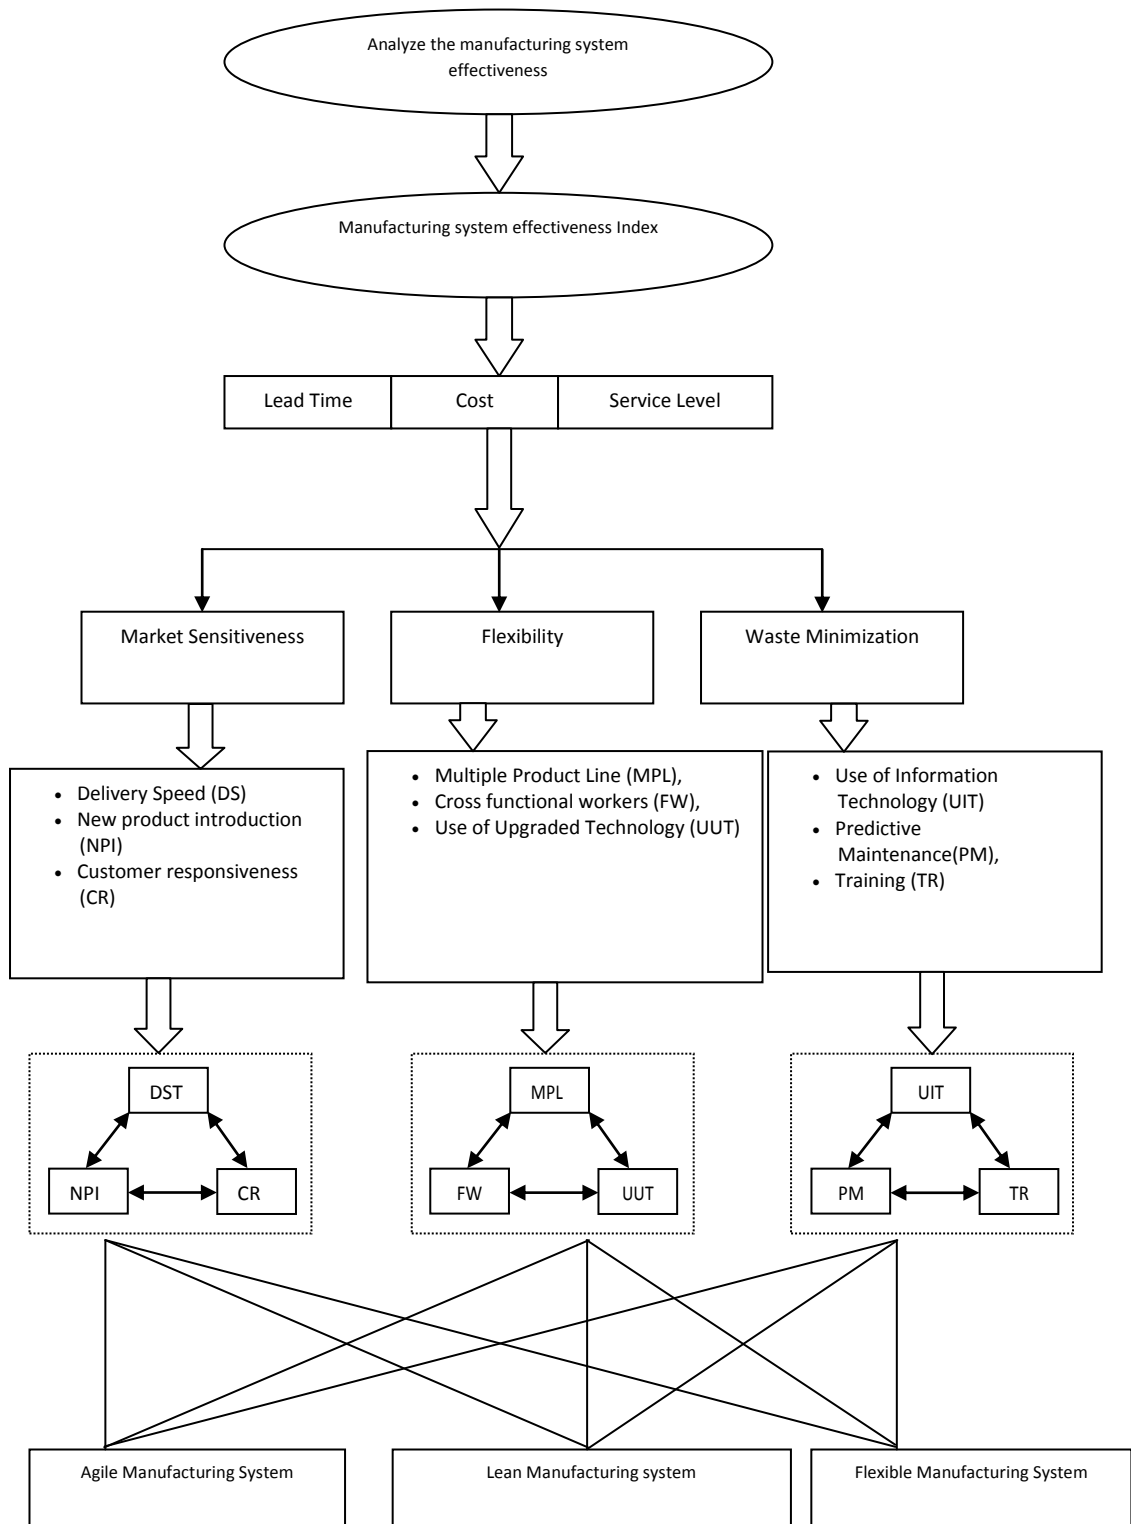 Analyze the manufacturing system
effectiveness
Manufacturing system effectiveness Index
Lead Time
Cost
Service Level
Market Sensitiveness
Flexibility
Waste Minimization
• Delivery Speed (DS)
• New product introduction
(NPI)
• Customer responsiveness
(CR)
• Multiple Product Line (MPL),
• Cross functional workers (FW),
• Use of Upgraded Technology (UUT)
• Use of Information
Technology (UIT)
• Predictive
Maintenance(PM),
• Training (TR)
DST
NPI
CR
MPL
FW
UUT
UIT
PM
TR
Agile Manufacturing System
Lean Manufacturing system
Flexible Manufacturing System